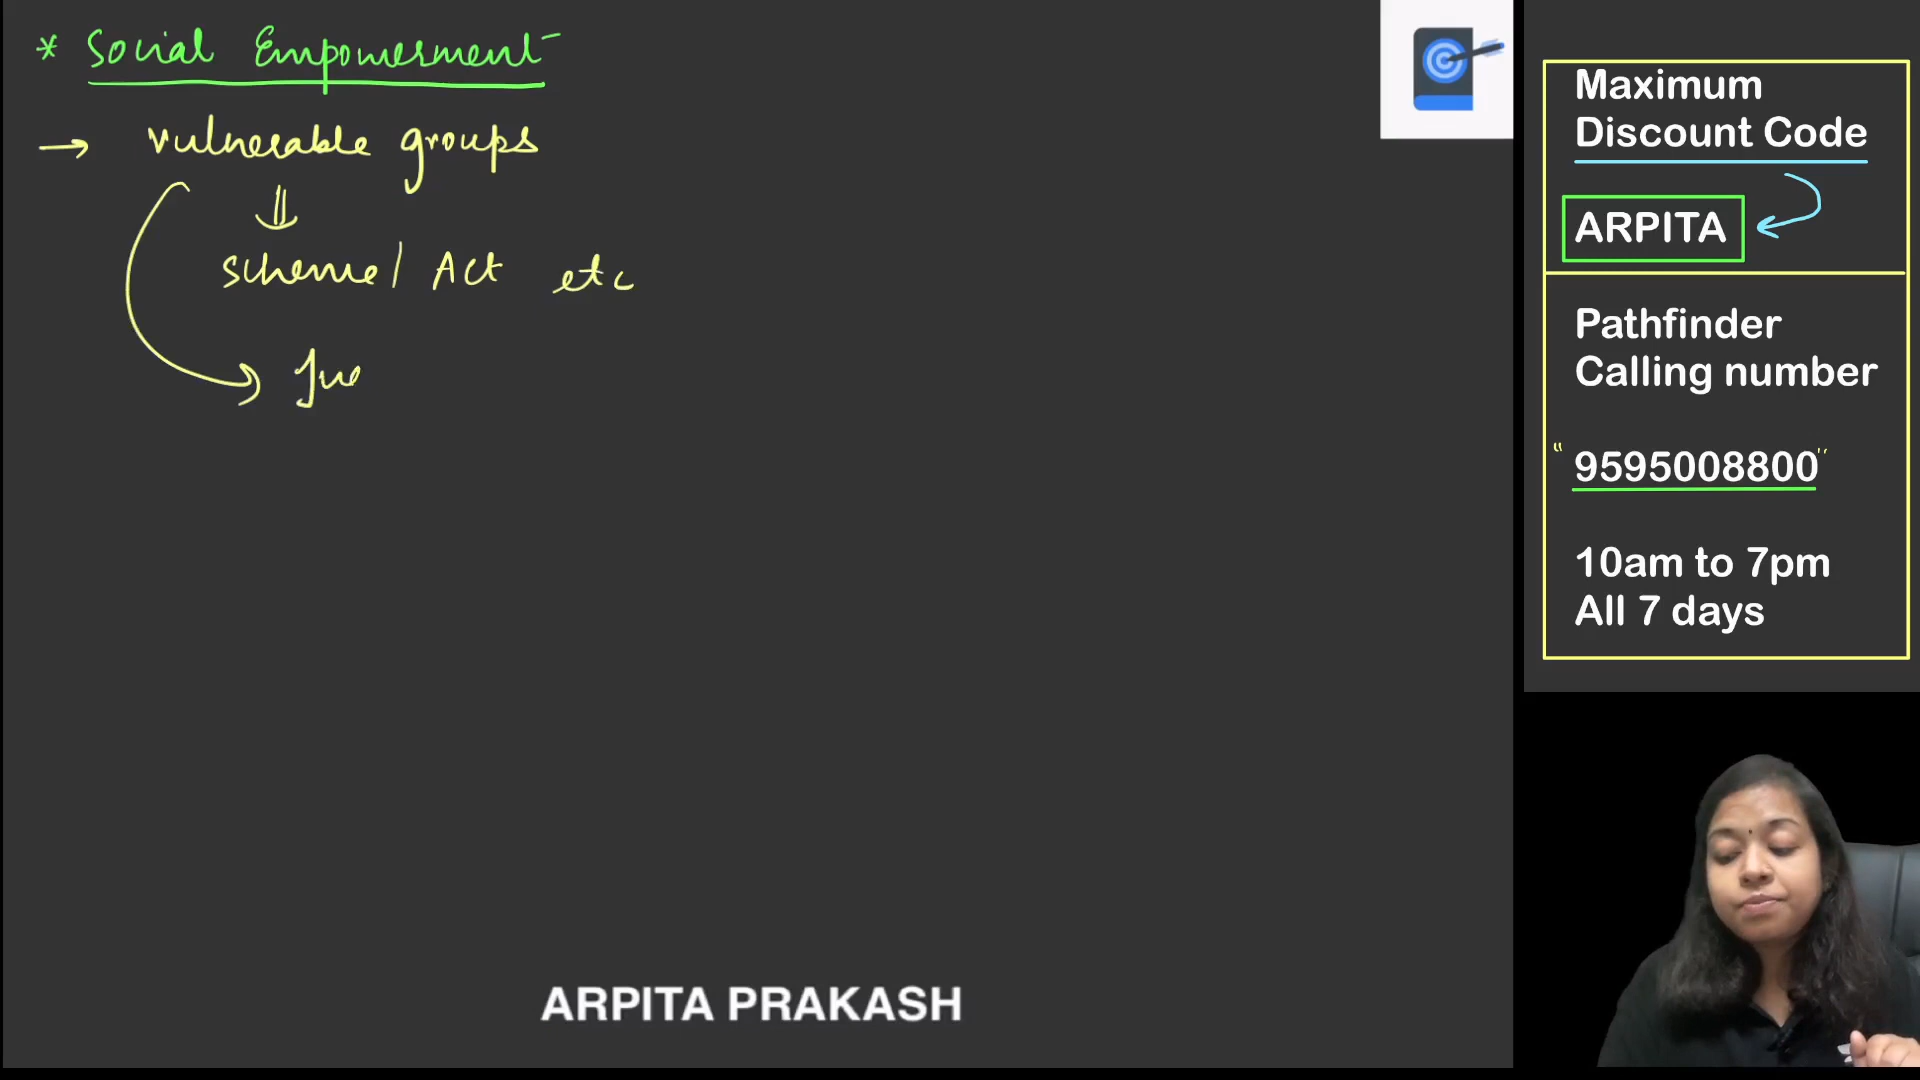 * Social Empowerment -
→ vulnerable groups
⇓
scheme / Act etc
Maximum
Discount Code
ARPITA
Pathfinder
Calling number
"9595008800"
10am to 7pm
All 7 days
ARPITA PRAKASH